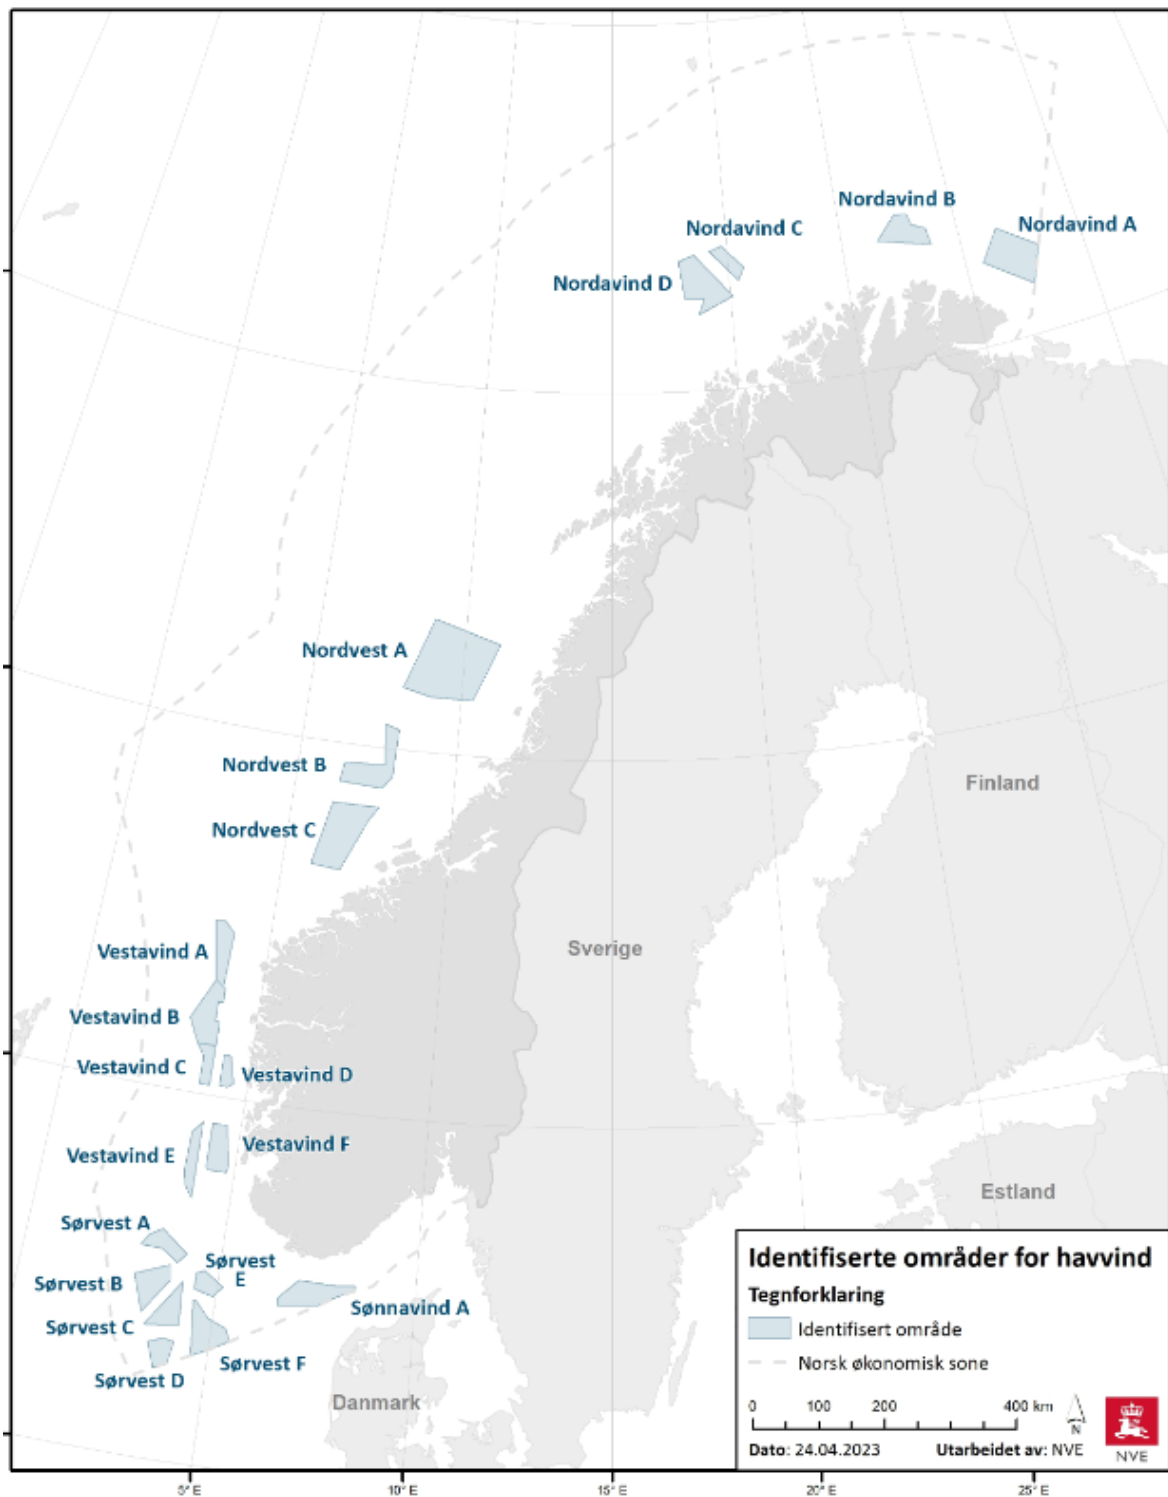 Nordavind B
Nordavind A
Nordavind C
Nordavind D
Nordvest A
Nordvest B
Finland
Nordvest C
Vestavind A
Sverige
Vestavind B
Vestavind C
Vestavind D
Vestavind E
Vestavind F
Estland
Sørvest A
Sørvest
E
Sørvest B
Sønnavind A
Sørvest C
Sørvest F
Sørvest D
Danmark
Identifiserte områder for havvind
Tegnforklaring
Identifisert område
Norsk økonomisk sone
0 100 200 400 km
N
Dato: 24.04.2023 Utarbeidet av: NVE
NVE
5° E 10° E 15° E 20° E 25° E